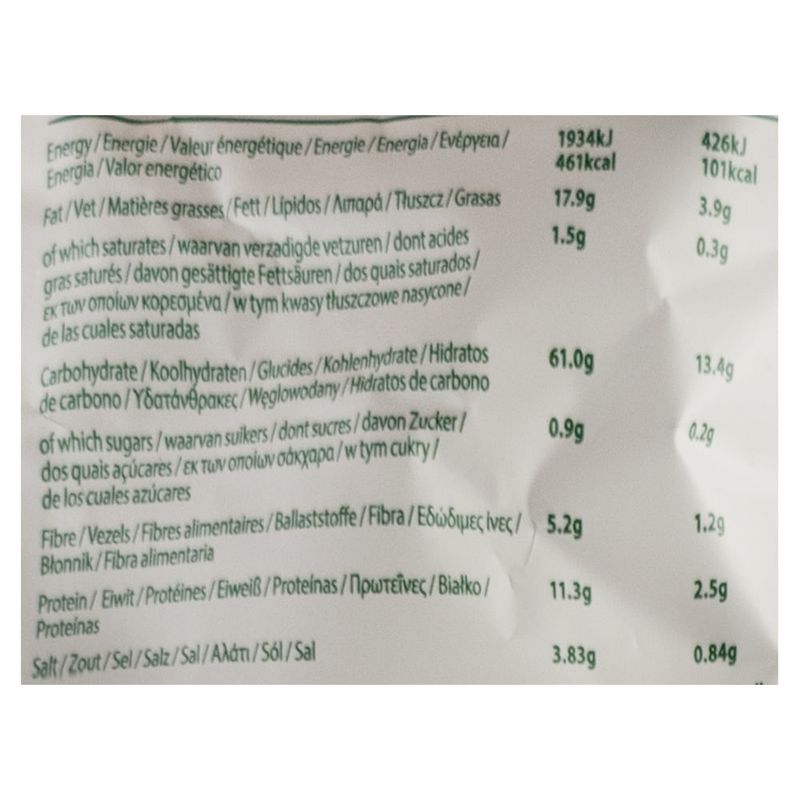 Energy / Energie / Valeur énergétique / Energie / Energia / Ενέργεια / 1934kJ 426kJ
Energia / Valor energético 461kcal 101kcal
Fat / Vet / Matières grasses / Fett / Lípidos / Λιπαρά / Tłuszcz / Grasas 17.9g 3.9g
of which saturates / waarvan verzadigde vetzuren / dont acides 1.5g 0.3g
gras saturés / davon gesättigte Fettsäuren / dos quais saturados /
εκ των οποίων κορεσμένα / w tym kwasy tłuszczowe nasycone /
de las cuales saturadas
Carbohydrate / Koolhydraten / Glucides / Kohlenhydrate / Hidratos 61.0g 13.4g
de carbono / Υδατάνθρακες / Węglowodany / Hidratos de carbono
of which sugars / waarvan suikers / dont sucres / davon Zucker / 0.9g 0.2g
dos quais açúcares / εκ των οποίων σάκχαρα / w tym cukry /
de los cuales azúcares
Fibre / Vezels / Fibres alimentaires / Ballaststoffe / Fibra / Εδώδιμες ίνες / 5.2g 1.2g
Błonnik / Fibra alimentaria
Protein / Eiwit / Protéines / Eiweiß / Proteínas / Πρωτεΐνες / Białko / 11.3g 2.5g
Proteínas
Salt / Zout / Sel / Salz / Sal / Αλάτι / Sól / Sal 3.83g 0.84g